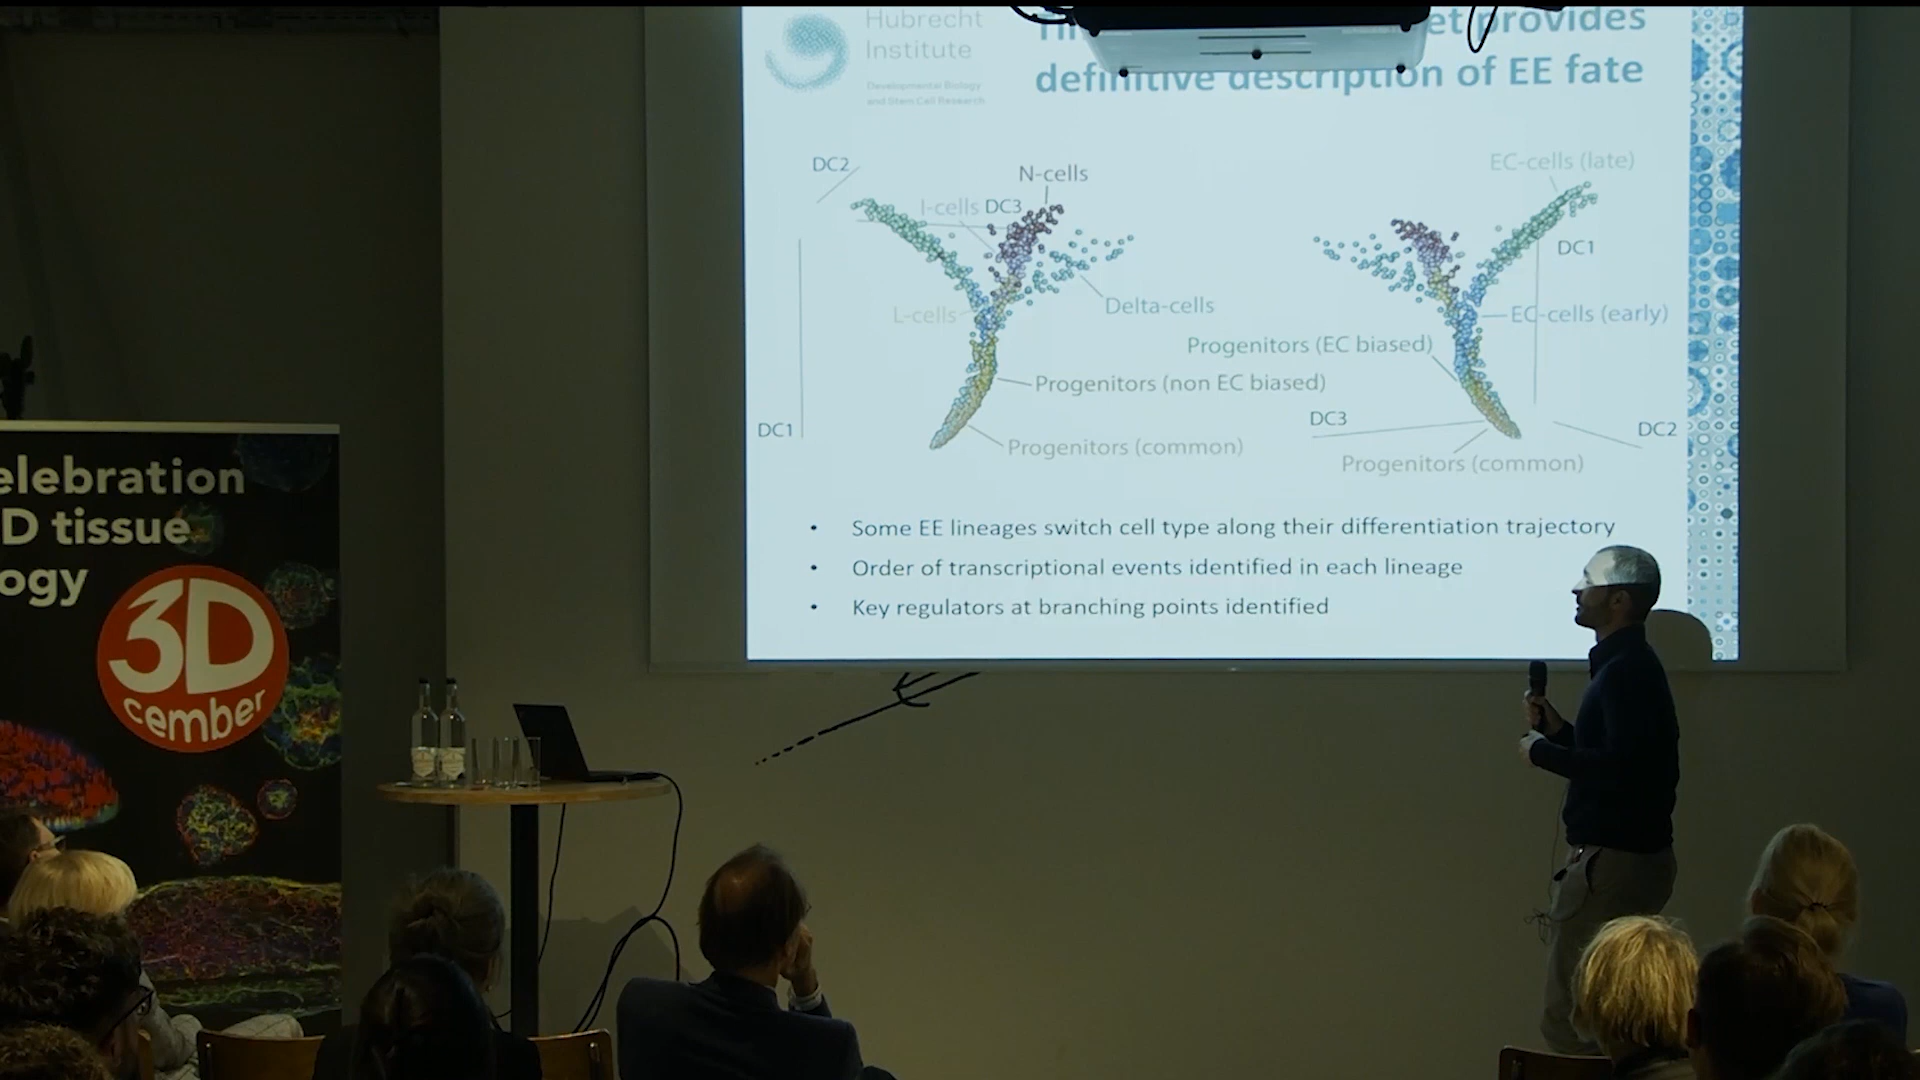 Hubrecht
Institute
Developmental Biology
and Stem Cell Research
provides
definitive description of EE fate
DC2
N-cells
I-cells DC3
L-cells
Delta-cells
Progenitors (non EC biased)
DC1
Progenitors (common)
EC-cells (late)
DC1
EC-cells (early)
Progenitors (EC biased)
DC3
DC2
Progenitors (common)
• Some EE lineages switch cell type along their differentiation trajectory
• Order of transcriptional events identified in each lineage
• Key regulators at branching points identified
elebration
D tissue
ogy
3D
cember